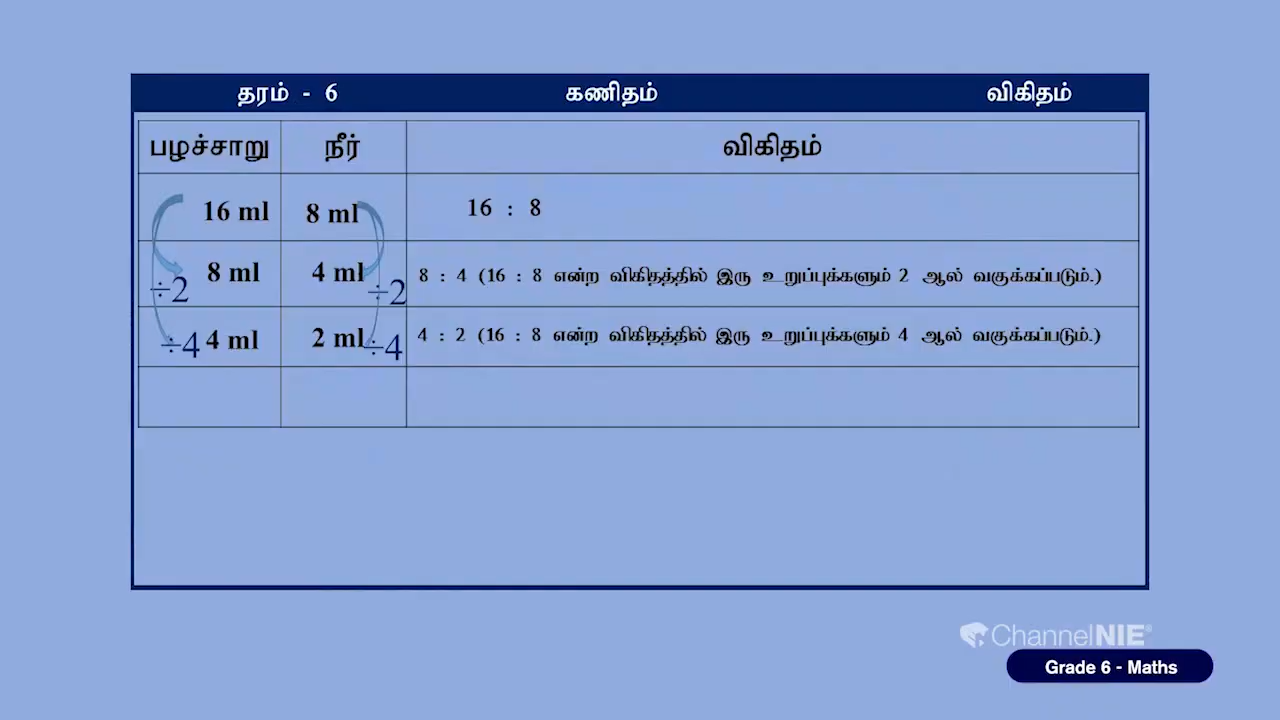 தரம் - 6 கணிதம் விகிதம்
பழச்சாறு நீர் விகிதம்
16 ml 8 ml 16 : 8
8 ml 4 ml 8 : 4 (16 : 8 என்ற விகிதத்தில் இரு உறுப்புக்களும் 2 ஆல் வகுக்கப்படும்.)
÷2 ÷2
÷4 4 ml 2 ml ÷4 4 : 2 (16 : 8 என்ற விகிதத்தில் இரு உறுப்புக்களும் 4 ஆல் வகுக்கப்படும்.)
ChannelNIE®
Grade 6 - Maths